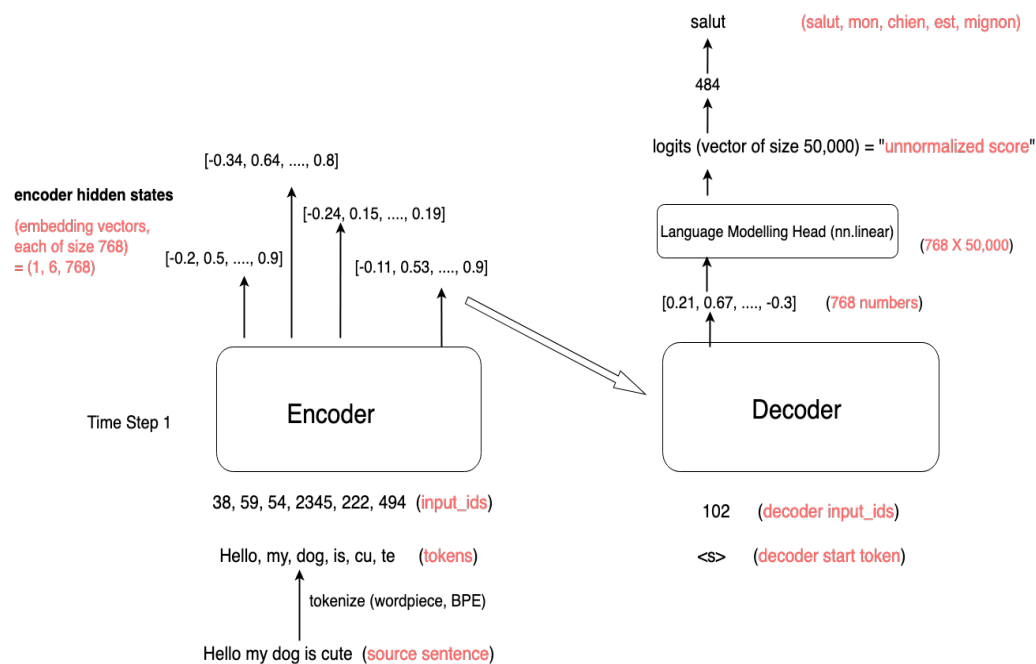 salut (salut, mon, chien, est, mignon)
484
logits (vector of size 50,000) = "unnormalized score"
[-0.34, 0.64, ...., 0.8]
encoder hidden states
(embedding vectors,
each of size 768)
= (1, 6, 768)
[-0.24, 0.15, ...., 0.19]
[-0.2, 0.5, ...., 0.9]
[-0.11, 0.53, ...., 0.9]
Language Modelling Head (nn.linear)
(768 X 50,000)
[0.21, 0.67, ...., -0.3] (768 numbers)
Time Step 1
Encoder
Decoder
38, 59, 54, 2345, 222, 494 (input_ids)
102 (decoder input_ids)
Hello, my, dog, is, cu, te (tokens)
<s> (decoder start token)
tokenize (wordpiece, BPE)
Hello my dog is cute (source sentence)